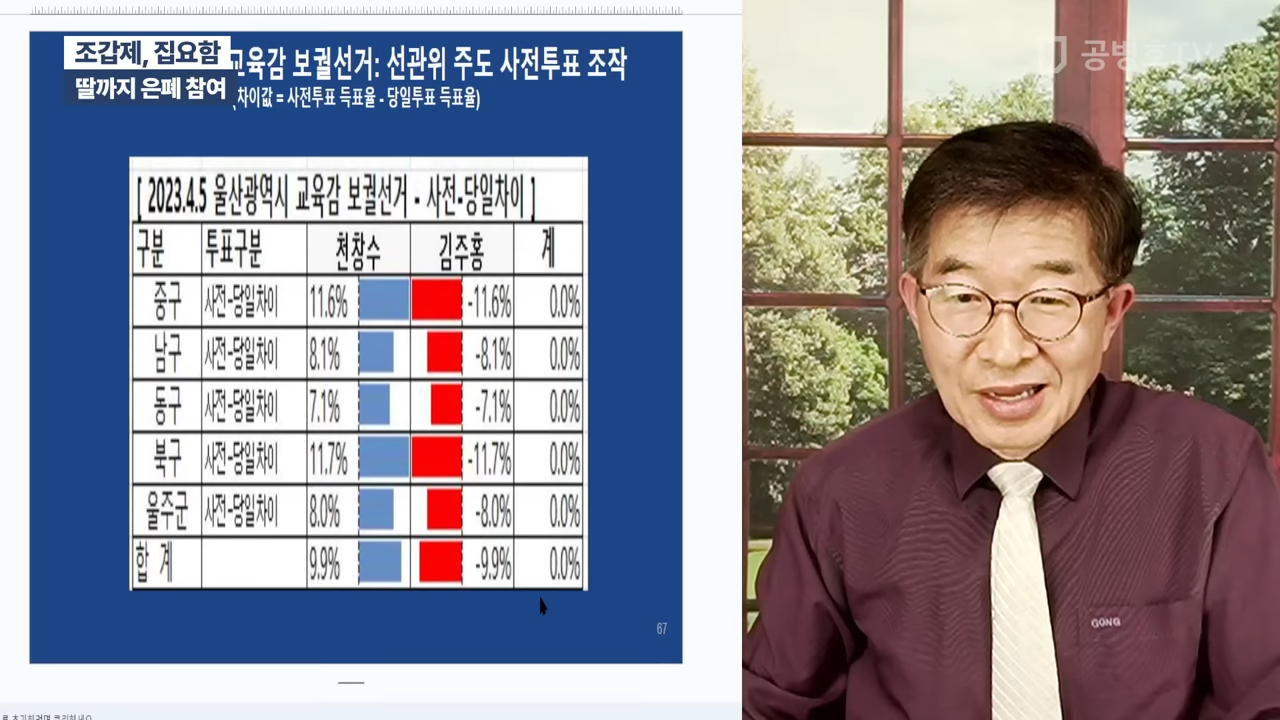 조갑제, 집요함
딸까지 은폐 참여
교육감 보궐선거: 선관위 주도 사전투표 조작
차이값 = 사전투표 득표율 - 당일투표 득표율)
공병호TV
[ 2023.4.5 울산광역시 교육감 보궐선거 - 사전-당일차이 ]
구분 투표구분 천창수 김주홍 계
중구 사전-당일차이 11.6% -11.6% 0.0%
남구 사전-당일차이 8.1% -8.1% 0.0%
동구 사전-당일차이 7.1% -7.1% 0.0%
북구 사전-당일차이 11.7% -11.7% 0.0%
울주군 사전-당일차이 8.0% -8.0% 0.0%
합 계 9.9% -9.9% 0.0%
67
GONG